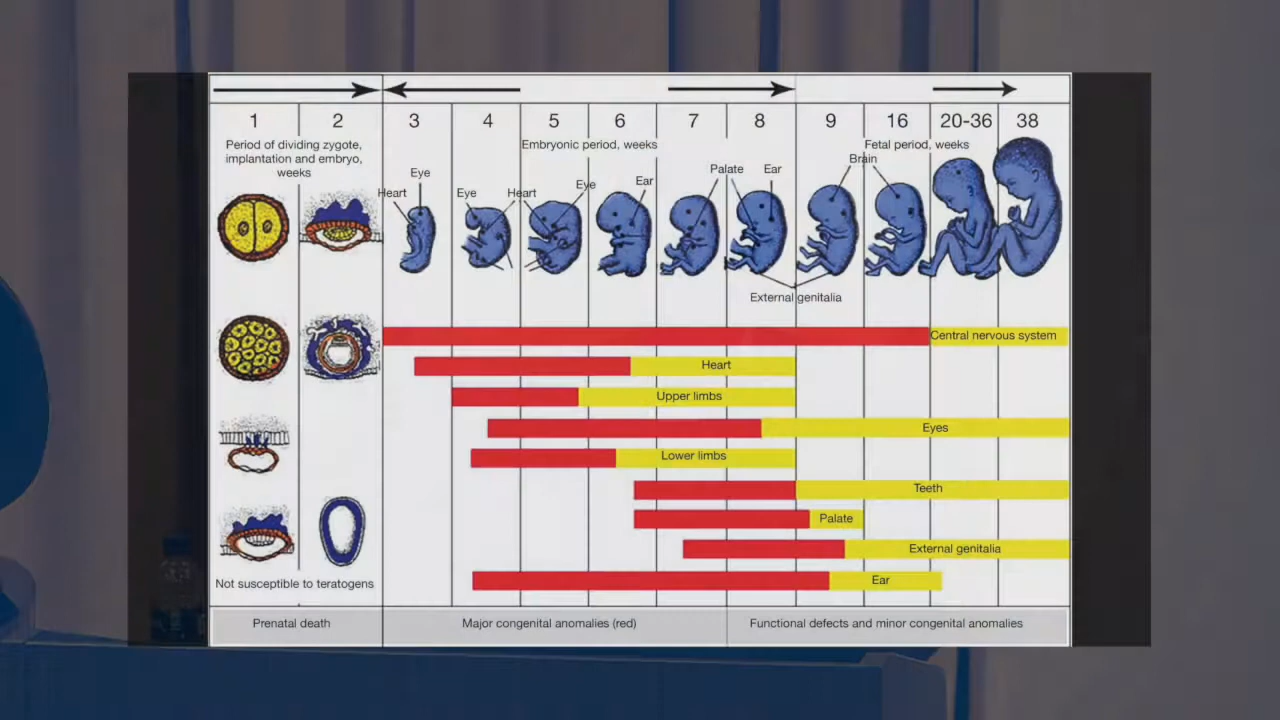 1 2 3 4 5 6 7 8 9 16 20-36 38
Period of dividing zygote,
implantation and embryo,
weeks
Embryonic period, weeks
Fetal period, weeks
Brain
Palate
Ear
Eye
Ear
Eye
Heart
Eye
Heart
External genitalia
Central nervous system
Heart
Upper limbs
Eyes
Lower limbs
Teeth
Palate
External genitalia
Ear
Not susceptible to teratogens
Prenatal death
Major congenital anomalies (red)
Functional defects and minor congenital anomalies